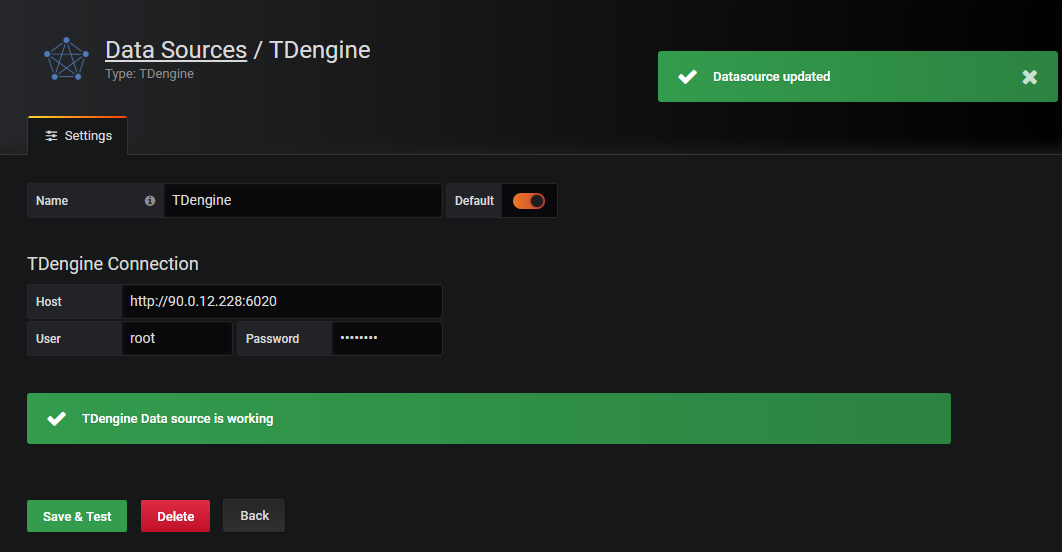 Data Sources / TDengine
Type: TDengine
Datasource updated
Settings
Name TDengine Default
TDengine Connection
Host http://90.0.12.228:6020
User root Password ••••••••
TDengine Data source is working
Save & Test Delete Back